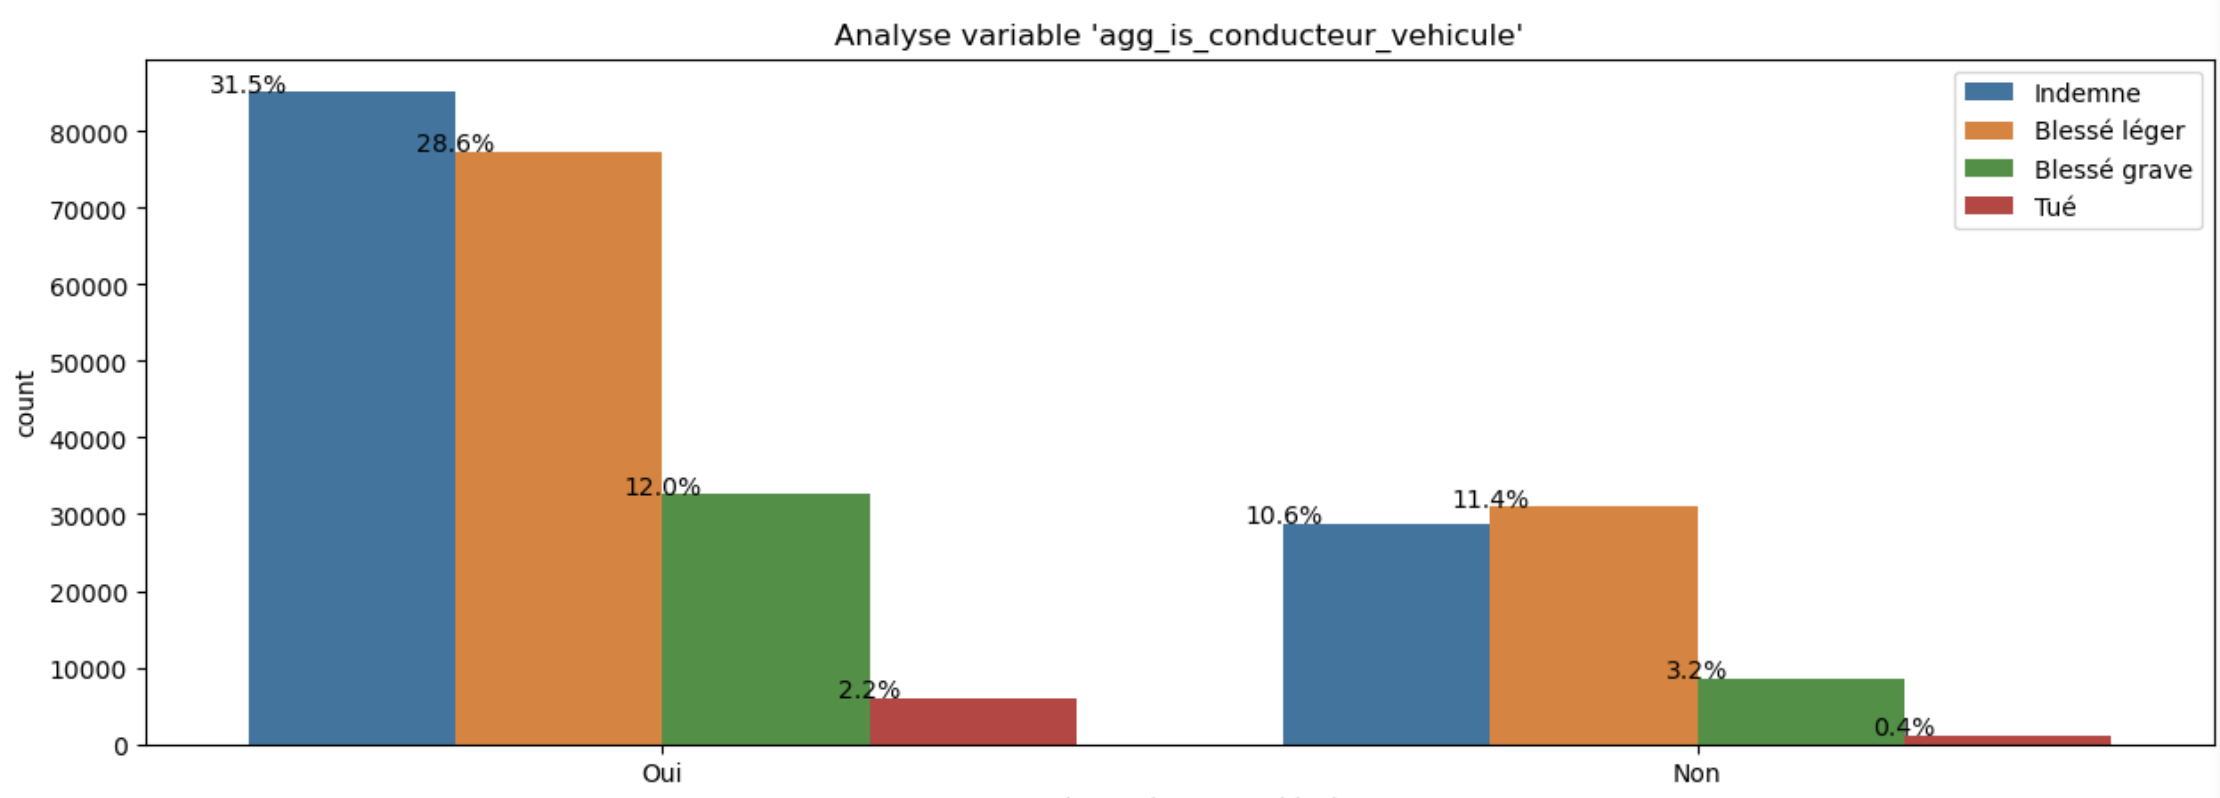 Analyse variable 'agg_is_conducteur_vehicule'
Indemne
Blessé léger
Blessé grave
Tué
count
80000
70000
60000
50000
40000
30000
20000
10000
0
31.5%
28.6%
12.0%
2.2%
10.6%
11.4%
3.2%
0.4%
Oui
Non